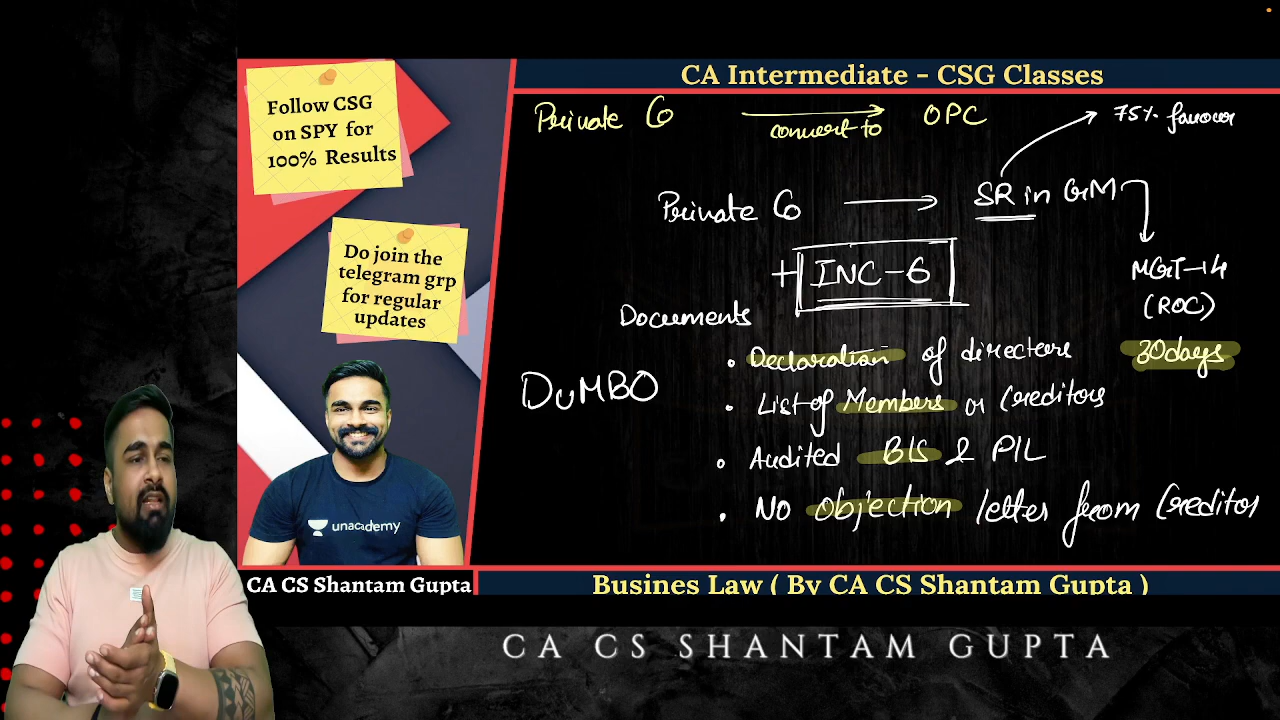 Follow CSG
on SPY for
100% Results
Do join the
telegram grp
for regular
updates
unacademy
CA CS Shantam Gupta
CA Intermediate - CSG Classes
Private Co convert to OPC
75% favour
Private Co SR in GM
+ INC-6
MGT-14
(ROC)
30days
Documents
DuMBO
• Declaration of directors
• List of Members or Creditors
• Audited B/S & P/L
• No objection letter from Creditor
Busines Law ( By CA CS Shantam Gupta )
CA CS SHANTAM GUPTA